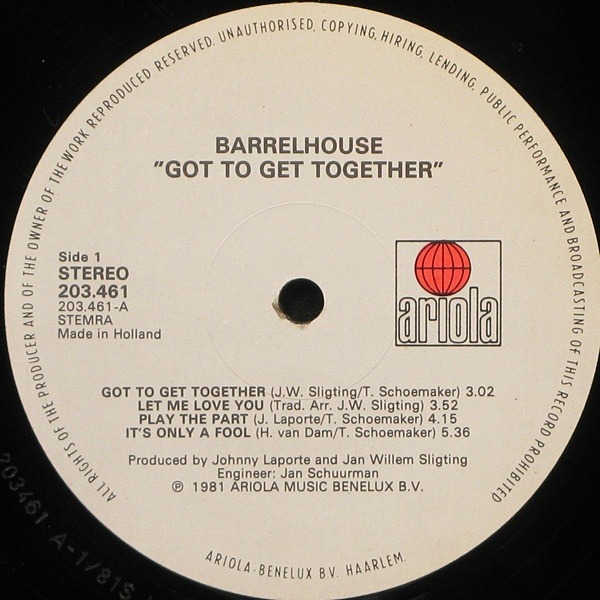 ALL RIGHTS OF THE PRODUCER AND OF THE OWNER OF THE WORK REPRODUCED RESERVED. UNAUTHORISED, COPYING, HIRING, LENDING, PUBLIC PERFORMANCE AND BROADCASTING OF THIS RECORD PROHIBITED
BARRELHOUSE
"GOT TO GET TOGETHER"
Side 1
STEREO
203.461
203.461-A
STEMRA
Made in Holland
ariola
GOT TO GET TOGETHER (J.W. Sligting/T. Schoemaker) 3.02
LET ME LOVE YOU (Trad. Arr. J.W. Sligting) 3.52
PLAY THE PART (J. Laporte/T. Schoemaker) 4.15
IT'S ONLY A FOOL (H. van Dam/T. Schoemaker) 5.36
Produced by Johnny Laporte and Jan Willem Sligting
Engineer: Jan Schuurman
℗ 1981 ARIOLA MUSIC BENELUX B.V.
ARIOLA-BENELUX B.V. HAARLEM.
203461 A-1/81S